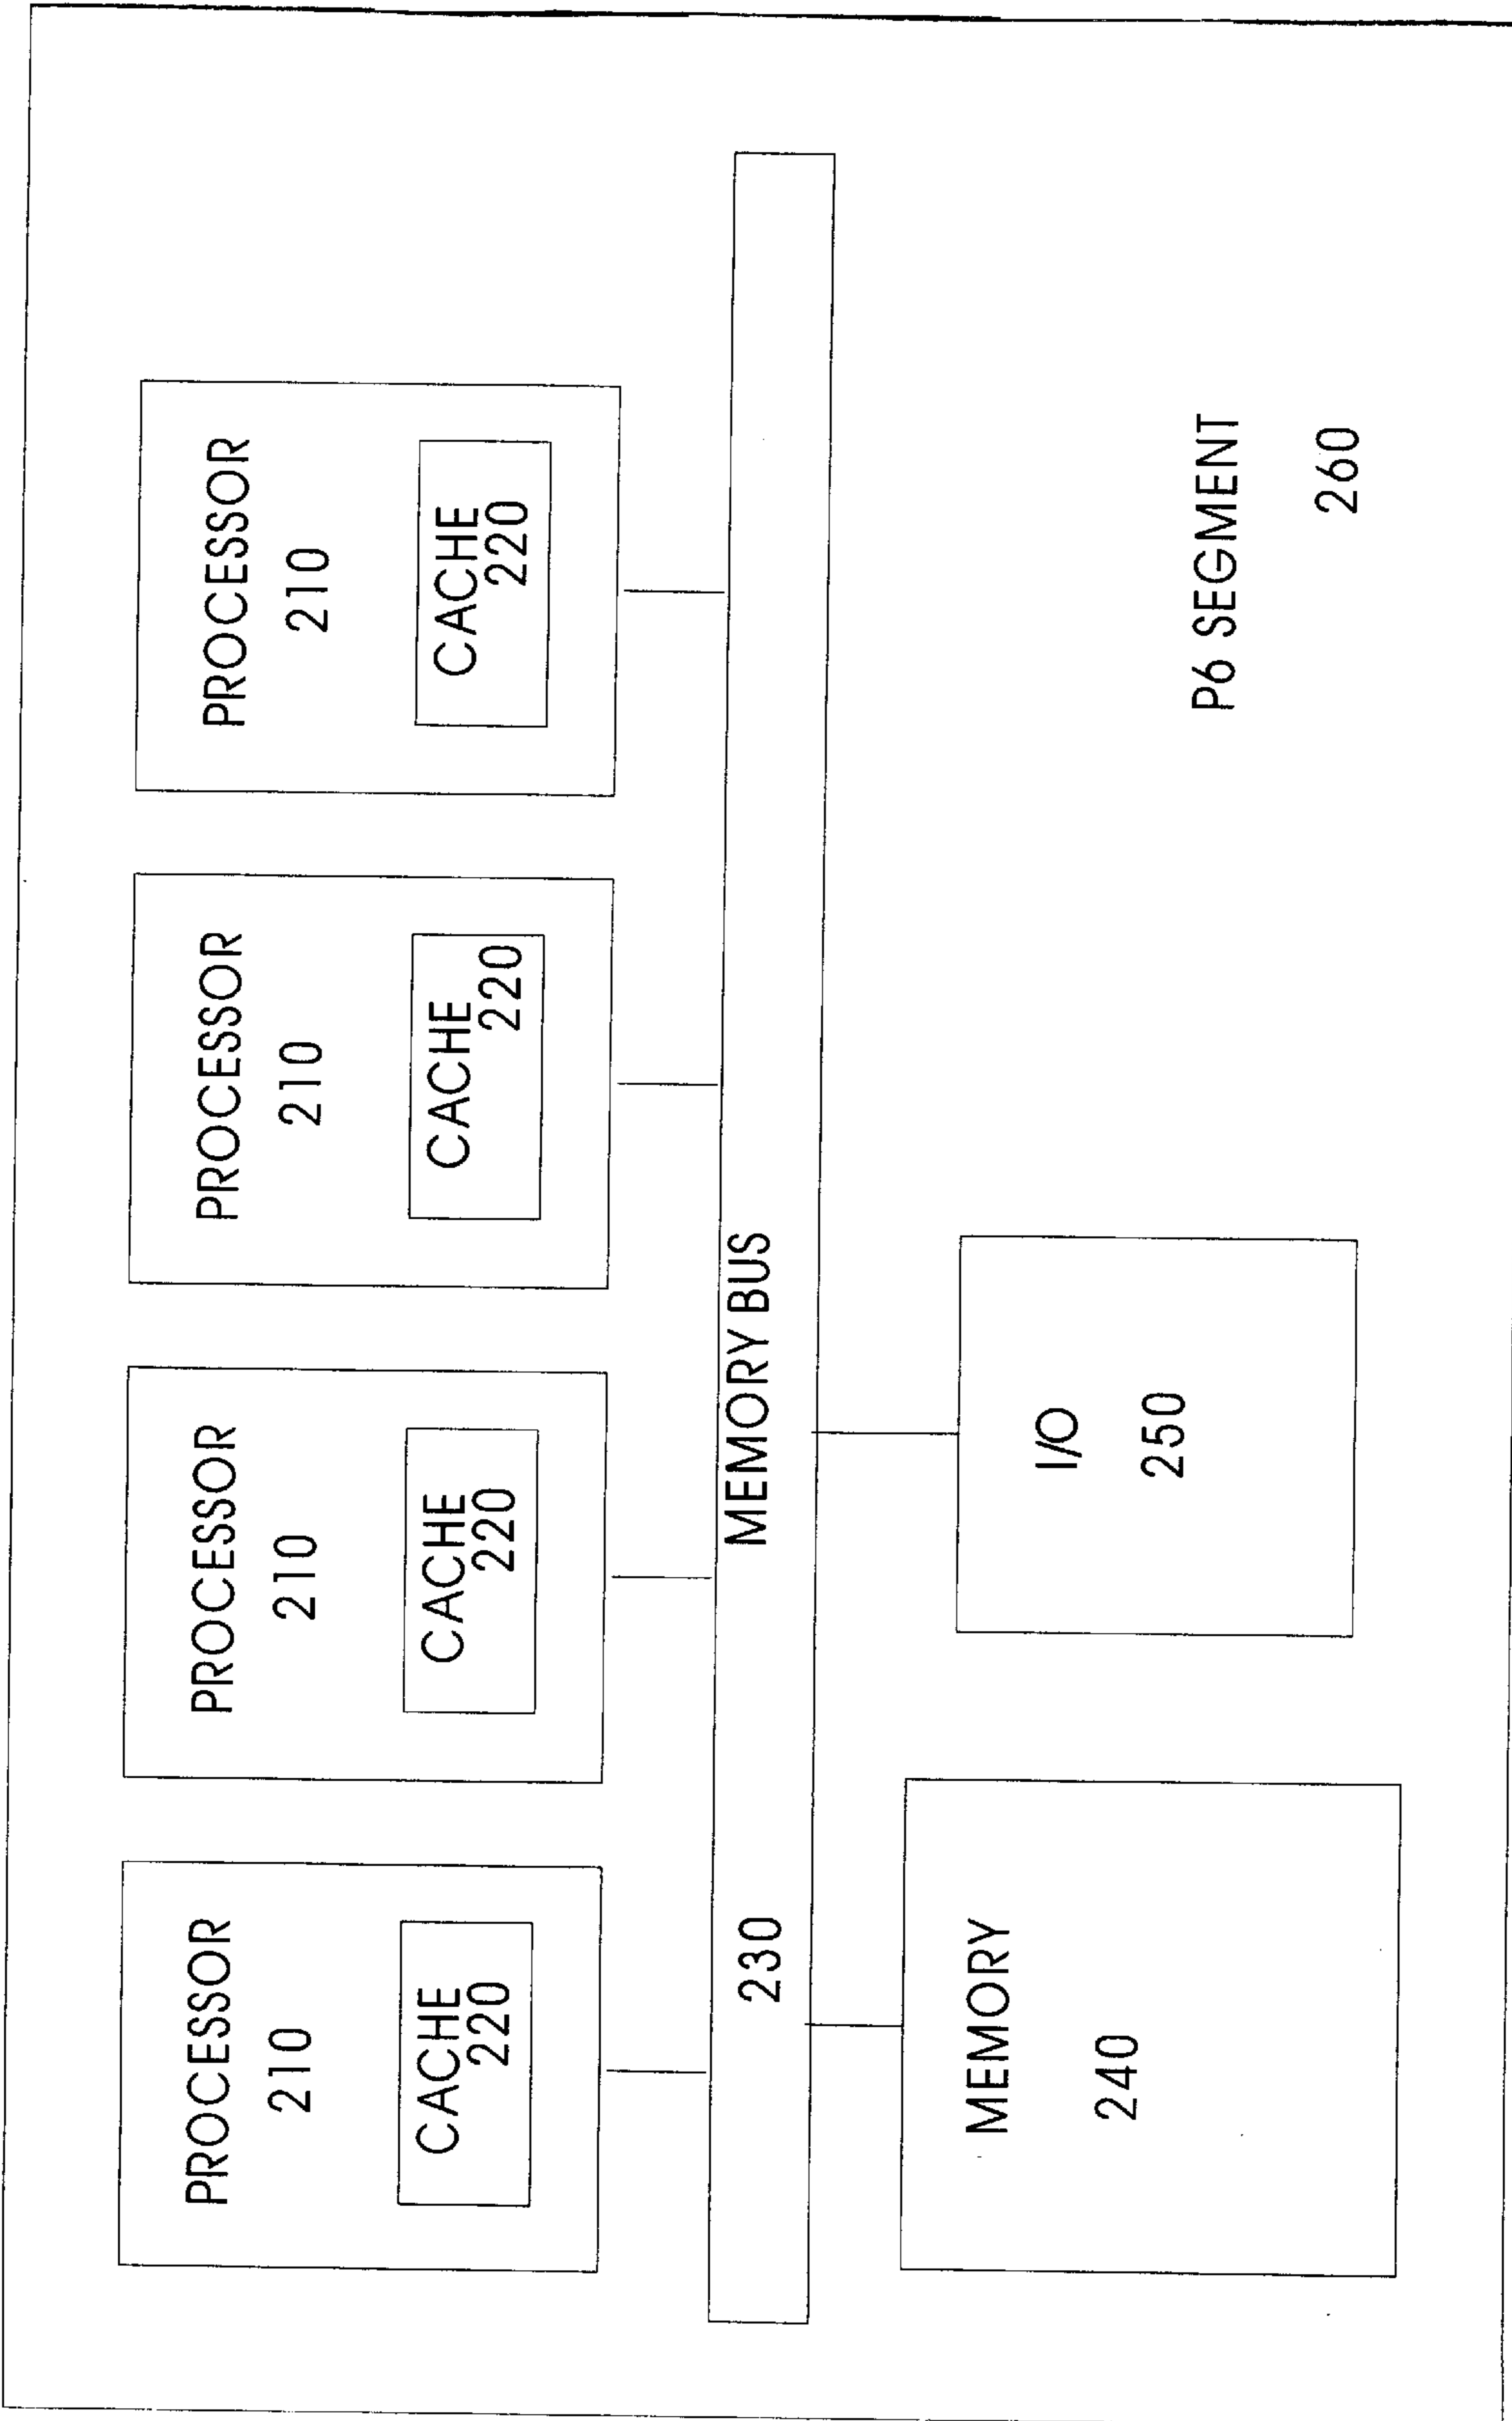 PROCESSOR
210
CACHE
220
PROCESSOR
210
CACHE
220
PROCESSOR
210
CACHE
220
PROCESSOR
210
CACHE
220
230
MEMORY BUS
MEMORY
240
I/O
250
P6 SEGMENT
260